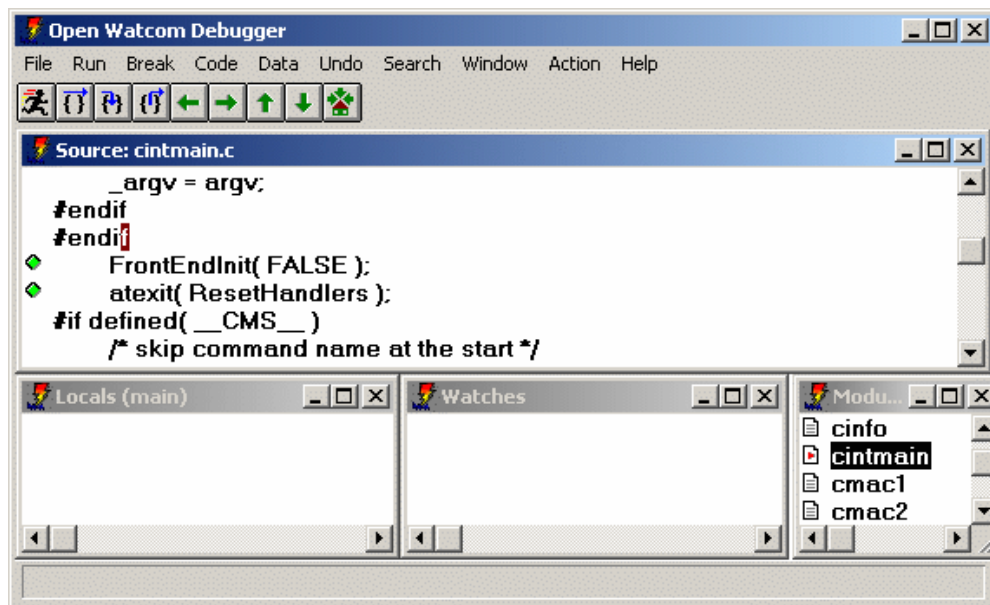 Open Watcom Debugger
File Run Break Code Data Undo Search Window Action Help
Source: cintmain.c
_argv = argv;
#endif
#endif
FrontEndInit( FALSE );
atexit( ResetHandlers );
#if defined( __CMS__ )
/* skip command name at the start */
Locals (main)
Watches
Modu...
cinfo
cintmain
cmac1
cmac2